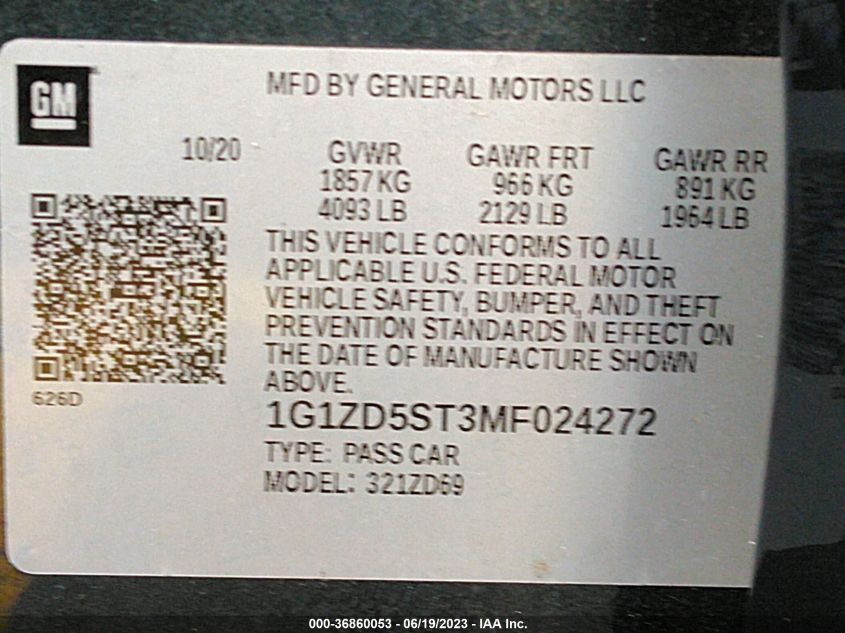 GM
MFD BY GENERAL MOTORS LLC
10/20 GVWR GAWR FRT GAWR RR
1857 KG 966 KG 891 KG
4093 LB 2129 LB 1964 LB
THIS VEHICLE CONFORMS TO ALL
APPLICABLE U.S. FEDERAL MOTOR
VEHICLE SAFETY, BUMPER, AND THEFT
PREVENTION STANDARDS IN EFFECT ON
THE DATE OF MANUFACTURE SHOWN
ABOVE.
626D
1G1ZD5ST3MF024272
TYPE: PASS CAR
MODEL: 321ZD69
000-36860053 - 06/19/2023 - IAA Inc.